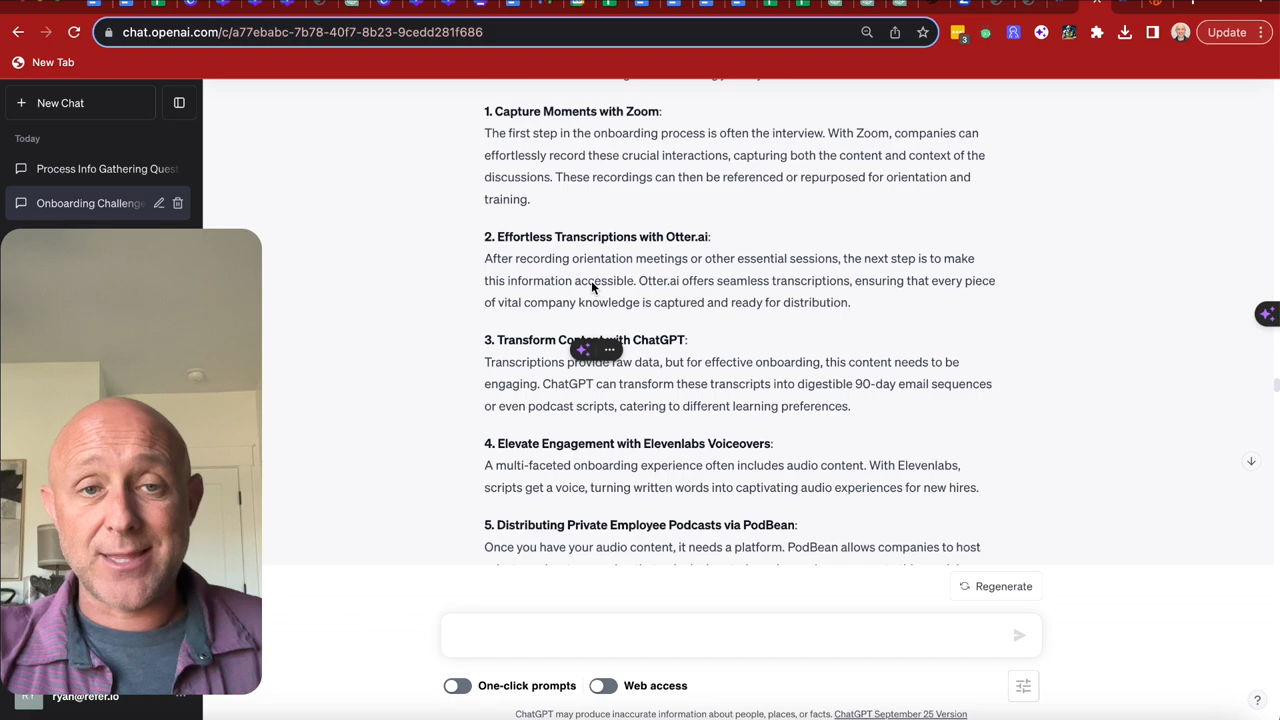 chat.openai.com/c/a77ebabc-7b78-40f7-8b23-9cedd281f686
3
Update
New Tab
New Chat
Today
Process Info Gathering Quest
Onboarding Challenge
1. Capture Moments with Zoom:
The first step in the onboarding process is often the interview. With Zoom, companies can
effortlessly record these crucial interactions, capturing both the content and context of the
discussions. These recordings can then be referenced or repurposed for orientation and
training.
2. Effortless Transcriptions with Otter.ai:
After recording orientation meetings or other essential sessions, the next step is to make
this information accessible. Otter.ai offers seamless transcriptions, ensuring that every piece
of vital company knowledge is captured and ready for distribution.
3. Transform Content with ChatGPT:
Transcriptions provide raw data, but for effective onboarding, this content needs to be
engaging. ChatGPT can transform these transcripts into digestible 90-day email sequences
or even podcast scripts, catering to different learning preferences.
4. Elevate Engagement with Elevenlabs Voiceovers:
A multi-faceted onboarding experience often includes audio content. With Elevenlabs,
scripts get a voice, turning written words into captivating audio experiences for new hires.
5. Distributing Private Employee Podcasts via PodBean:
Once you have your audio content, it needs a platform. PodBean allows companies to host
Regenerate
One-click prompts
Web access
RY
ryan@refer.io
ChatGPT may produce inaccurate information about people, places, or facts. ChatGPT September 25 Version
?